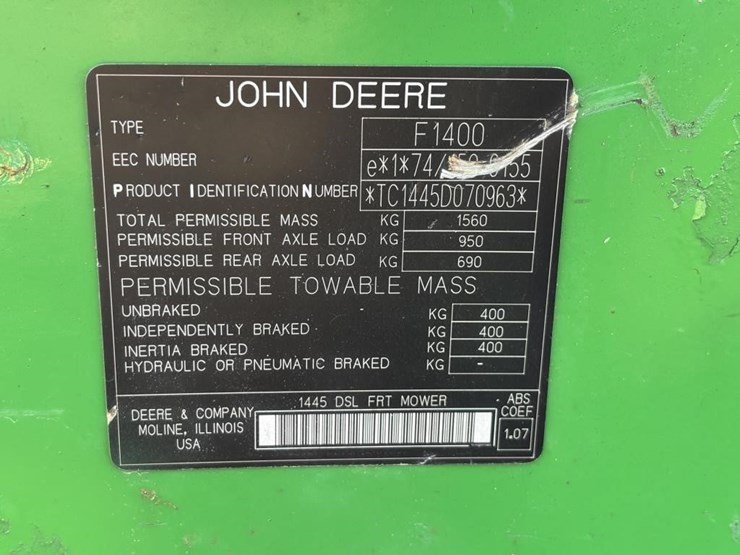 JOHN DEERE
TYPE F1400
EEC NUMBER
PRODUCT IDENTIFICATION NUMBER *TC1445D070963*
TOTAL PERMISSIBLE MASS KG 1560
PERMISSIBLE FRONT AXLE LOAD KG 950
PERMISSIBLE REAR AXLE LOAD KG 690
PERMISSIBLE TOWABLE MASS
UNBRAKED KG 400
INDEPENDENTLY BRAKED KG 400
INERTIA BRAKED KG 400
HYDRAULIC OR PNEUMATIC BRAKED KG -
1445 DSL FRT MOWER
DEERE & COMPANY
MOLINE, ILLINOIS
USA
ABS
COEF
1.07